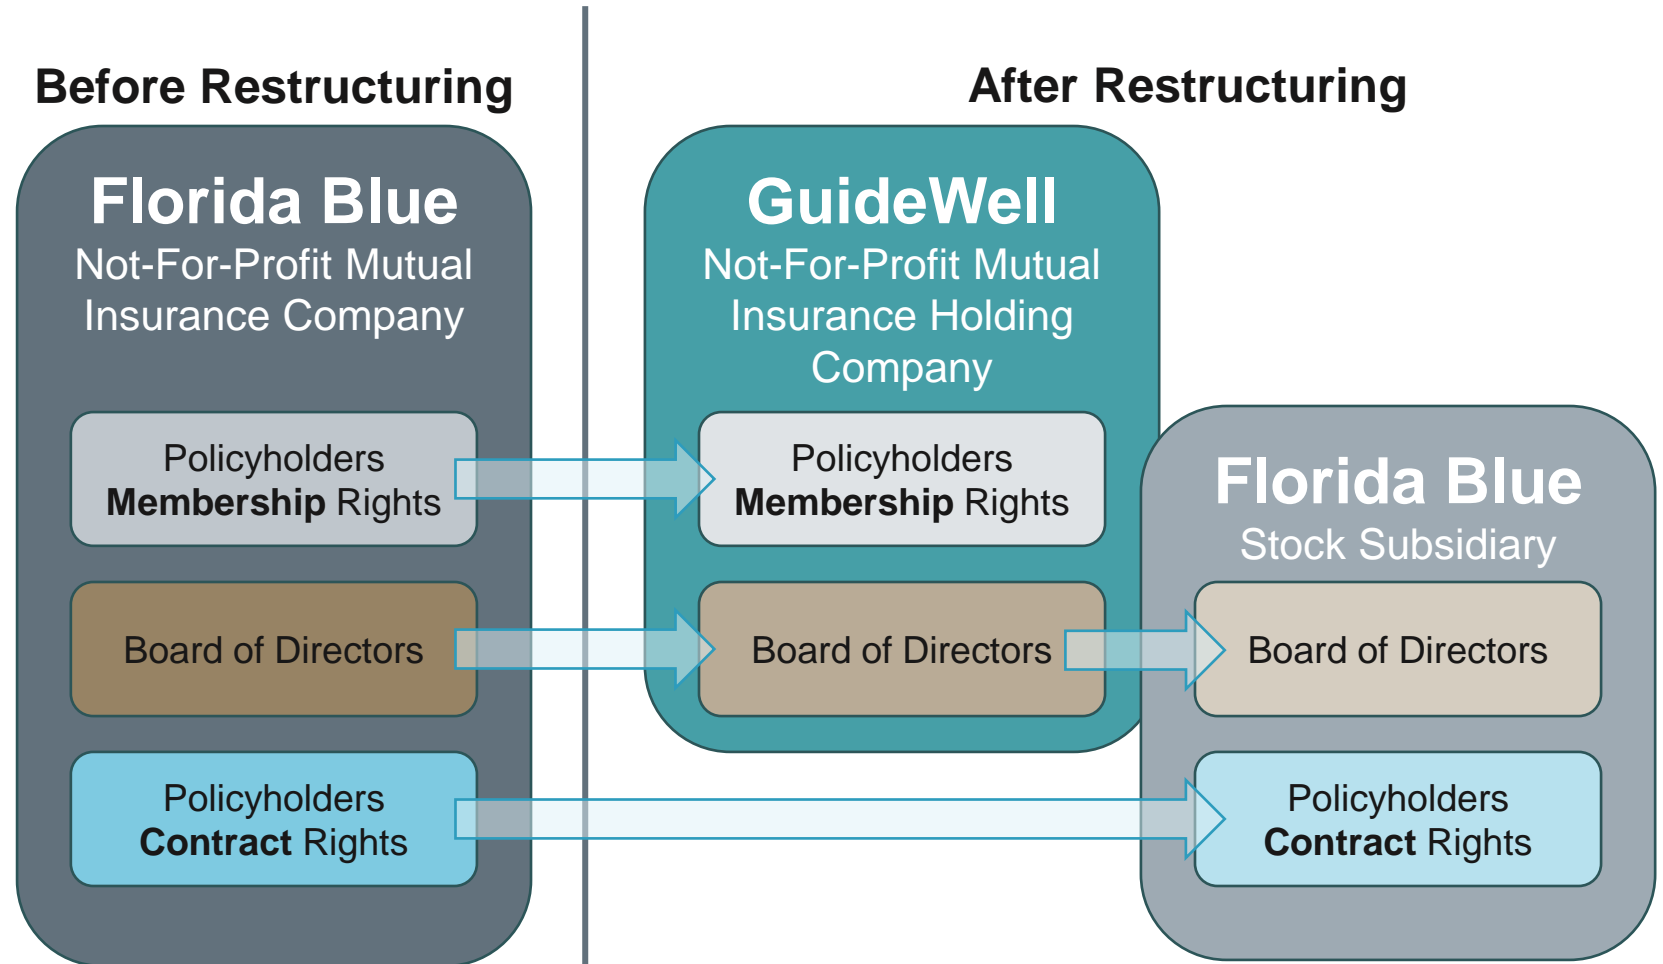 Before Restructuring
Florida Blue
Not-For-Profit Mutual
Insurance Company
Policyholders
Membership Rights
Board of Directors
Policyholders
Contract Rights
After Restructuring
GuideWell
Not-For-Profit Mutual
Insurance Holding
Company
Policyholders
Membership Rights
Board of Directors
Florida Blue
Stock Subsidiary
Board of Directors
Policyholders
Contract Rights